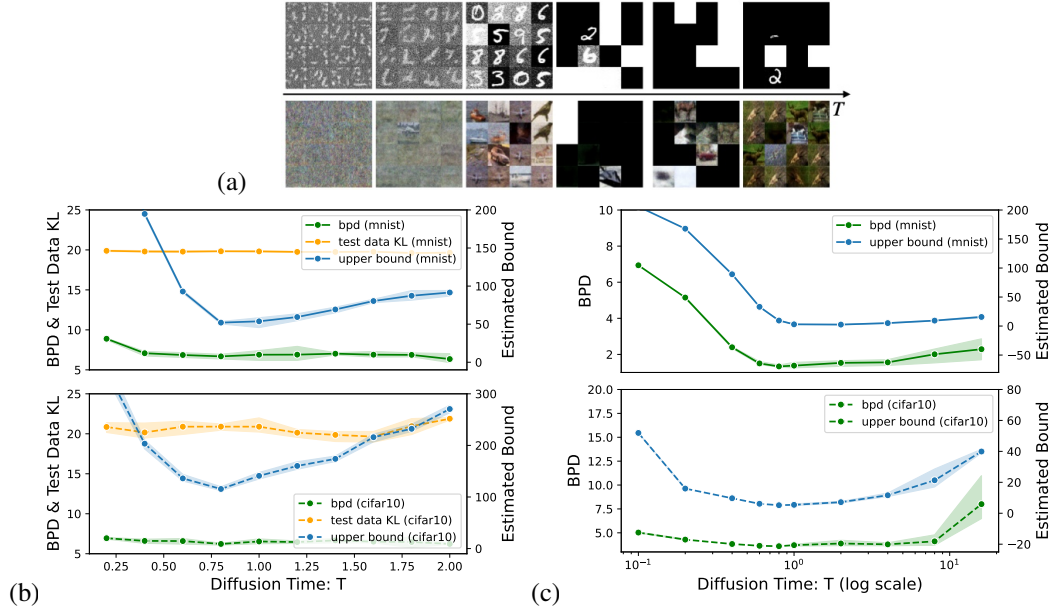 T
(a)
25
20
15
10
5
BPD & Test Data KL
200
150
100
50
0
Estimated Bound
bpd (mnist)
test data KL (mnist)
upper bound (mnist)
25
20
15
10
5
BPD & Test Data KL
300
200
100
0
Estimated Bound
bpd (cifar10)
test data KL (cifar10)
upper bound (cifar10)
0.25 0.50 0.75 1.00 1.25 1.50 1.75 2.00
Diffusion Time: T
(b)
10
8
6
4
2
BPD
200
150
100
50
0
−50
Estimated Bound
bpd (mnist)
upper bound (mnist)
20.0
17.5
15.0
12.5
10.0
7.5
5.0
BPD
80
60
40
20
0
−20
Estimated Bound
bpd (cifar10)
upper bound (cifar10)
10⁻¹ 10⁰ 10¹
Diffusion Time: T (log scale)
(c)